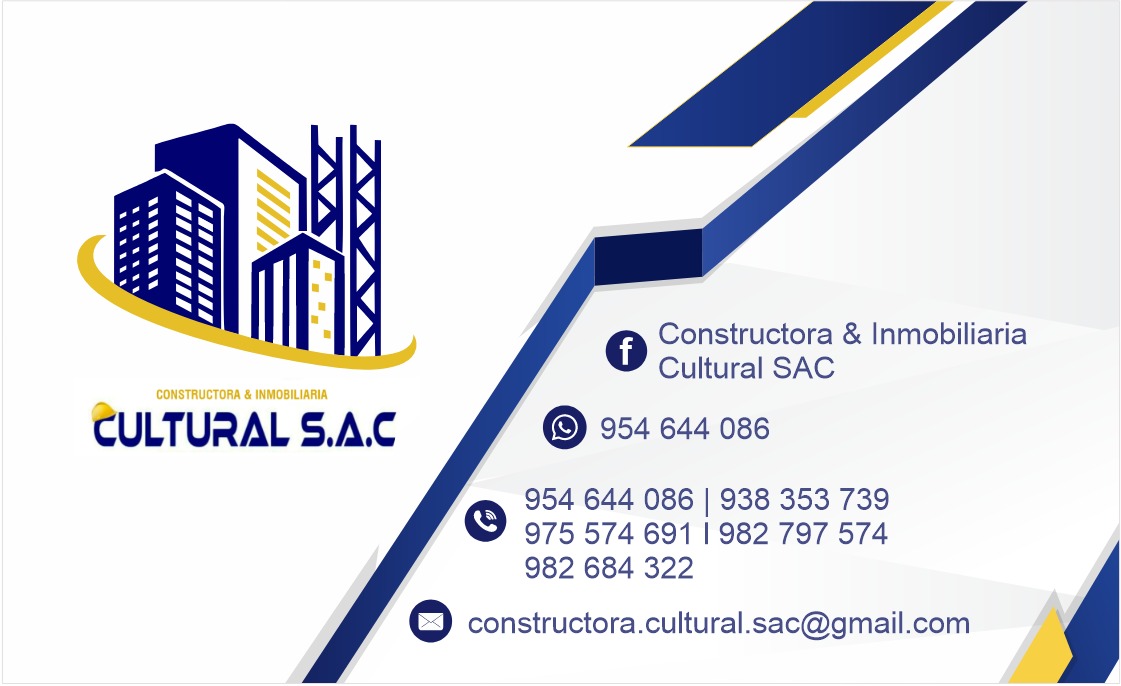 CONSTRUCTORA & INMOBILIARIA
CULTURAL S.A.C
Constructora & Inmobiliaria
Cultural SAC
954 644 086
954 644 086 | 938 353 739
975 574 691 l 982 797 574
982 684 322
constructora.cultural.sac@gmail.com